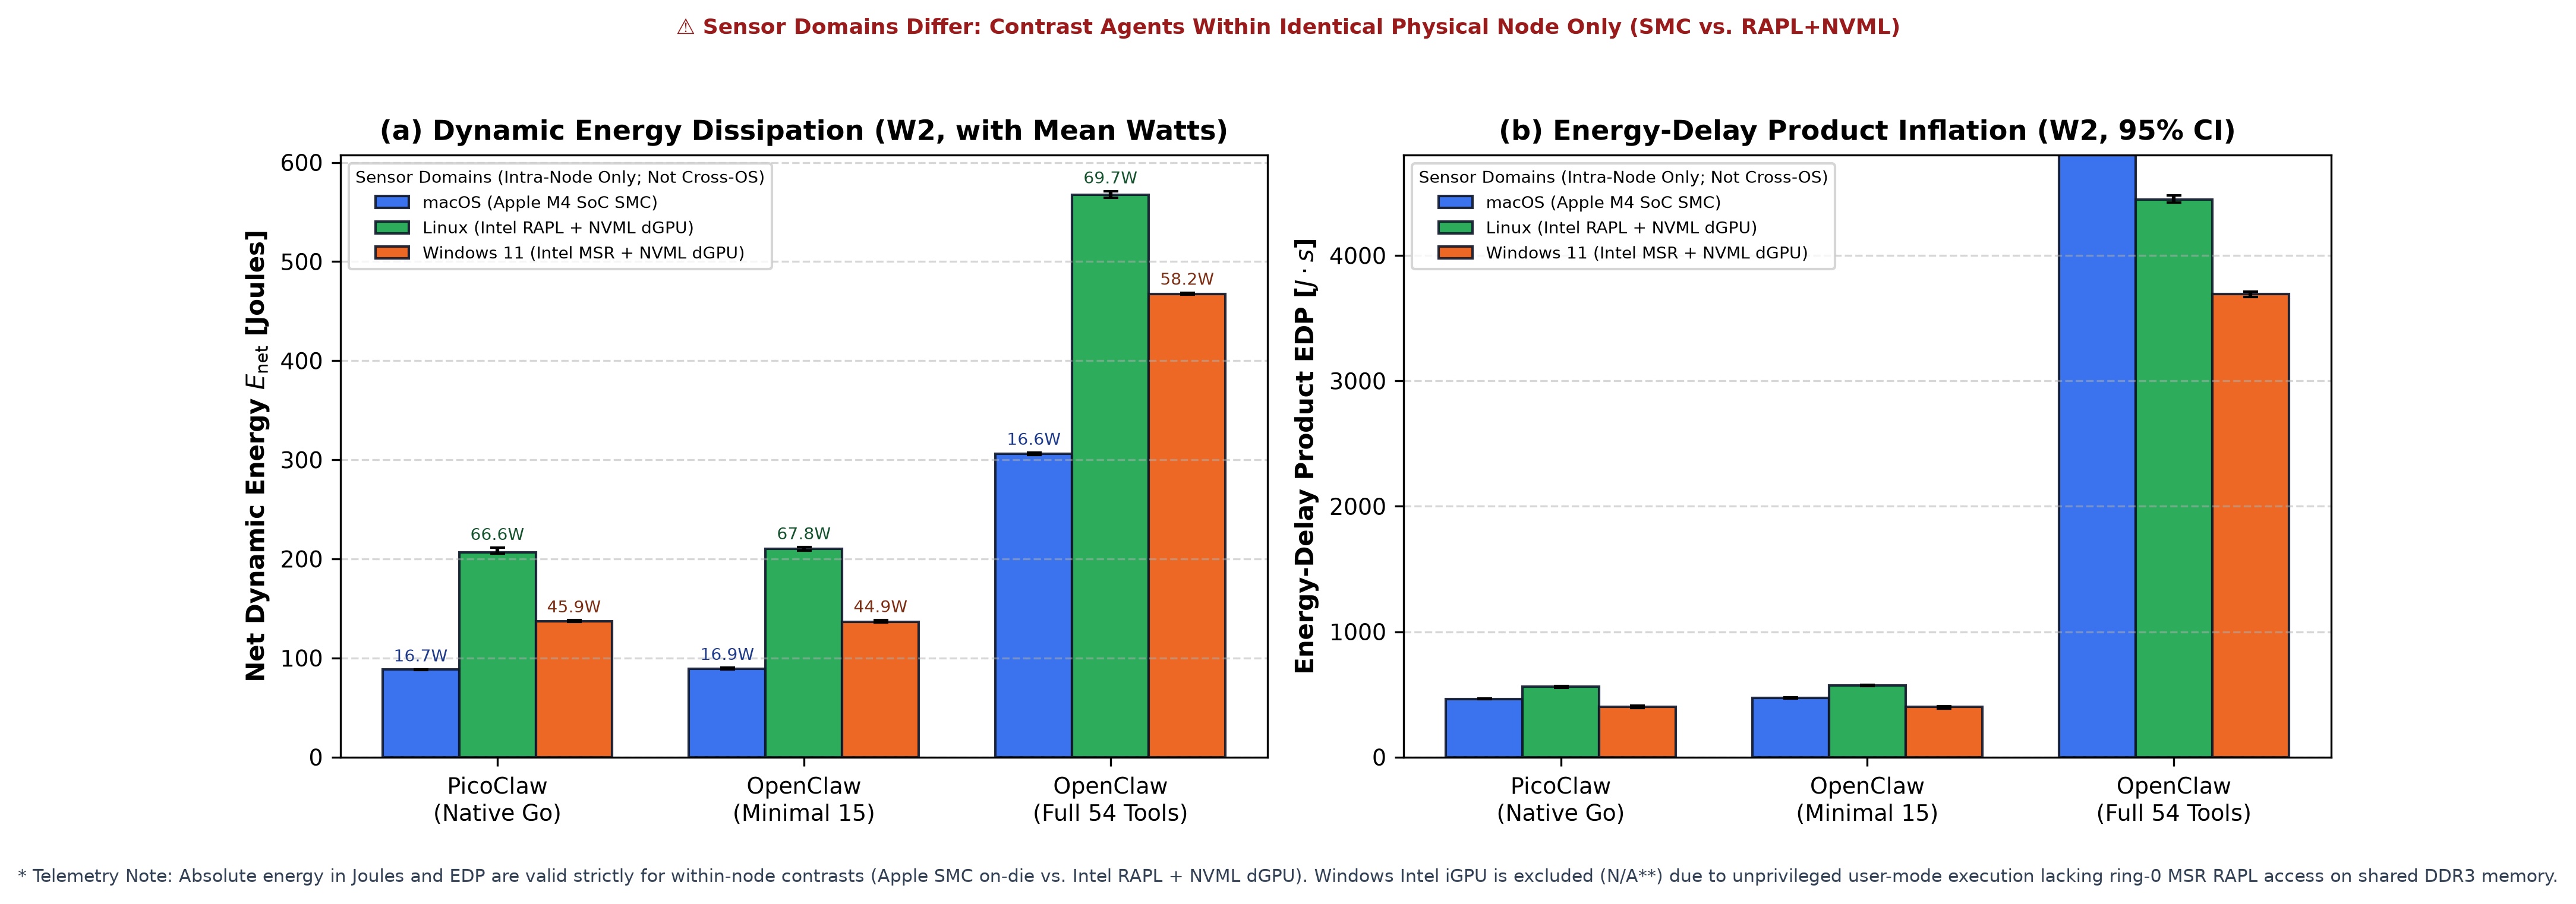 ⚠ Sensor Domains Differ: Contrast Agents Within Identical Physical Node Only (SMC vs. RAPL+NVML)
(a) Dynamic Energy Dissipation (W2, with Mean Watts)
Net Dynamic Energy E_net [Joules]
600
500
400
300
200
100
0
Sensor Domains (Intra-Node Only; Not Cross-OS)
macOS (Apple M4 SoC SMC)
Linux (Intel RAPL + NVML dGPU)
Windows 11 (Intel MSR + NVML dGPU)
16.7W
66.6W
45.9W
16.9W
67.8W
44.9W
16.6W
69.7W
58.2W
PicoClaw
(Native Go)
OpenClaw
(Minimal 15)
OpenClaw
(Full 54 Tools)
(b) Energy-Delay Product Inflation (W2, 95% CI)
Energy-Delay Product EDP [J · s]
4000
3000
2000
1000
0
Sensor Domains (Intra-Node Only; Not Cross-OS)
macOS (Apple M4 SoC SMC)
Linux (Intel RAPL + NVML dGPU)
Windows 11 (Intel MSR + NVML dGPU)
PicoClaw
(Native Go)
OpenClaw
(Minimal 15)
OpenClaw
(Full 54 Tools)
* Telemetry Note: Absolute energy in Joules and EDP are valid strictly for within-node contrasts (Apple SMC on-die vs. Intel RAPL + NVML dGPU). Windows Intel iGPU is excluded (N/A**) due to unprivileged user-mode execution lacking ring-0 MSR RAPL access on shared DDR3 memory.